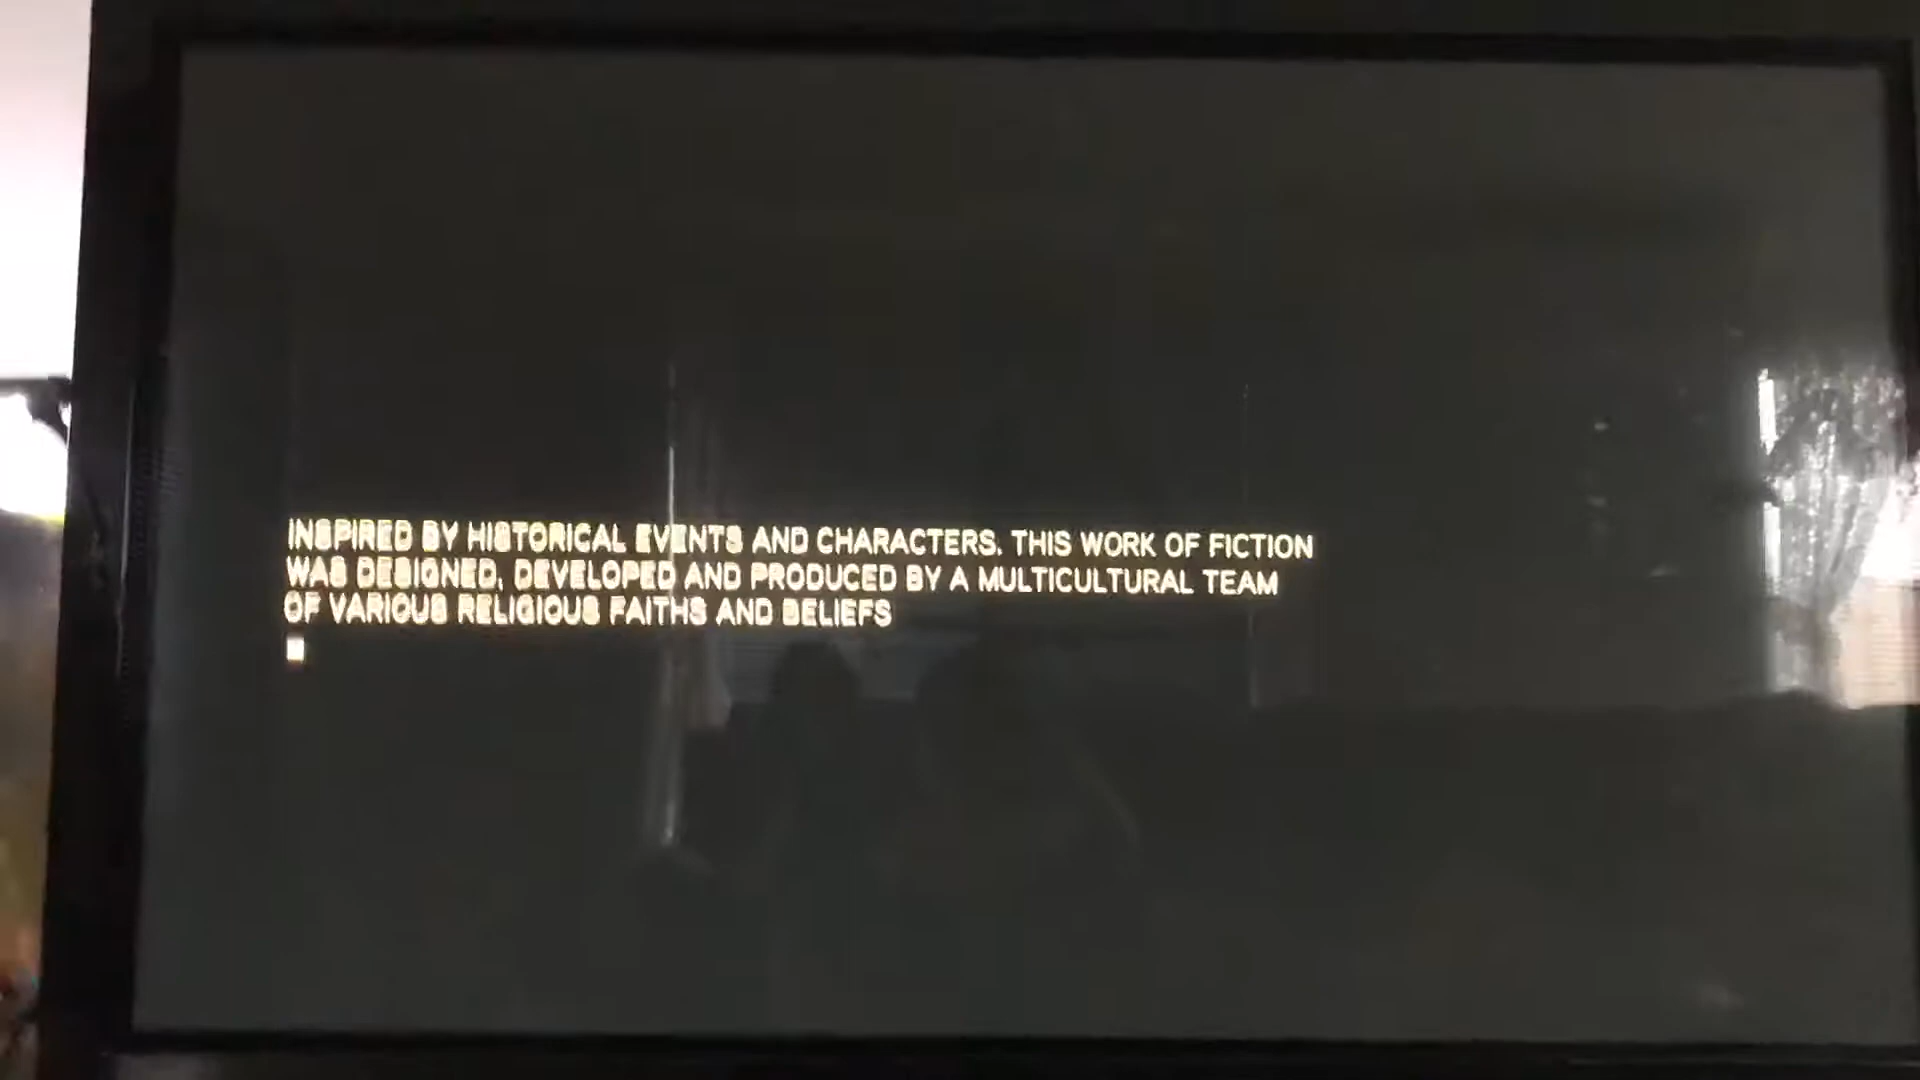 INSPIRED BY HISTORICAL EVENTS AND CHARACTERS. THIS WORK OF FICTION
WAS DESIGNED, DEVELOPED AND PRODUCED BY A MULTICULTURAL TEAM
OF VARIOUS RELIGIOUS FAITHS AND BELIEFS